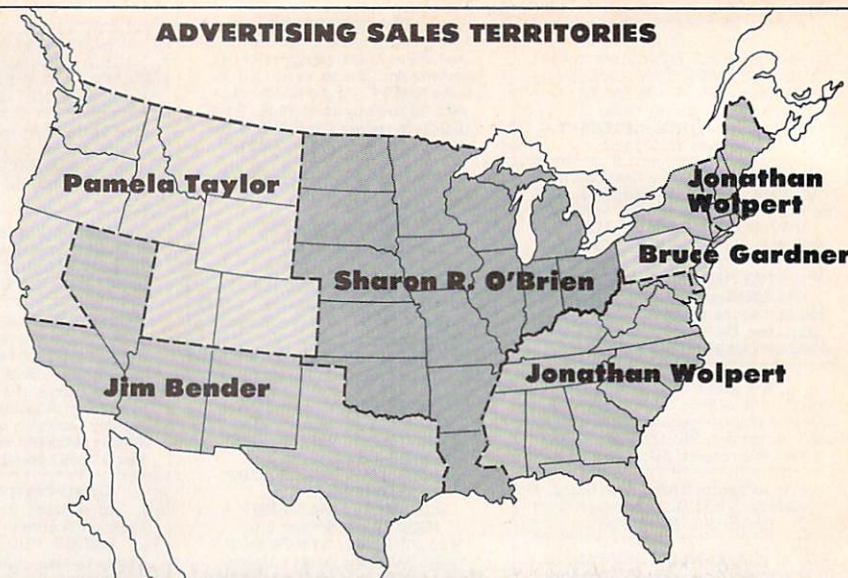 ADVERTISING SALES TERRITORIES
Pamela Taylor
Jonathan
Wolpert
Bruce Gardner
Sharon R. O'Brien
Jim Bender
Jonathan Wolpert